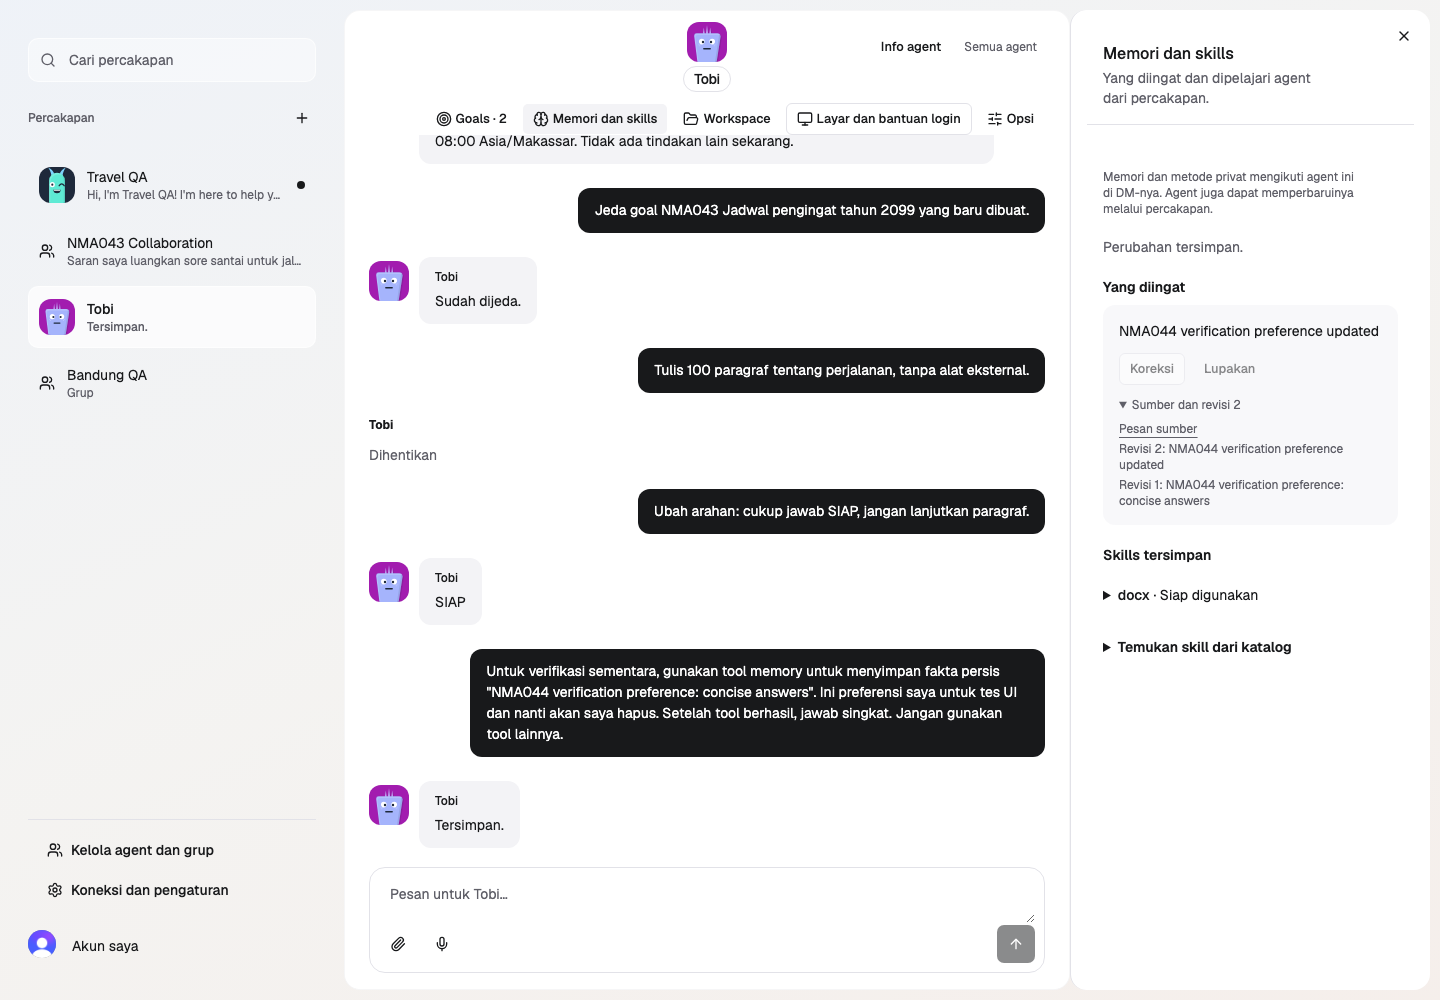 Cari percakapan
Percakapan
Travel QA
Hi, I'm Travel QA! I'm here to help y...
NMA043 Collaboration
Saran saya luangkan sore santai untuk jal...
Tobi
Tersimpan.
Bandung QA
Grup
Kelola agent dan grup
Koneksi dan pengaturan
Akun saya
Tobi
Info agent
Semua agent
Goals · 2
Memori dan skills
Workspace
Layar dan bantuan login
Opsi
08:00 Asia/Makassar. Tidak ada tindakan lain sekarang.
Jeda goal NMA043 Jadwal pengingat tahun 2099 yang baru dibuat.
Tobi
Sudah dijeda.
Tulis 100 paragraf tentang perjalanan, tanpa alat eksternal.
Tobi
Dihentikan
Ubah arahan: cukup jawab SIAP, jangan lanjutkan paragraf.
Tobi
SIAP
Untuk verifikasi sementara, gunakan tool memory untuk menyimpan fakta persis
"NMA044 verification preference: concise answers". Ini preferensi saya untuk tes UI
dan nanti akan saya hapus. Setelah tool berhasil, jawab singkat. Jangan gunakan
tool lainnya.
Tobi
Tersimpan.
Pesan untuk Tobi...
Memori dan skills
Yang diingat dan dipelajari agent
dari percakapan.
Memori dan metode privat mengikuti agent ini
di DM-nya. Agent juga dapat memperbaruinya
melalui percakapan.
Perubahan tersimpan.
Yang diingat
NMA044 verification preference updated
Koreksi
Lupakan
Sumber dan revisi 2
Pesan sumber
Revisi 2: NMA044 verification preference
updated
Revisi 1: NMA044 verification preference:
concise answers
Skills tersimpan
docx · Siap digunakan
Temukan skill dari katalog